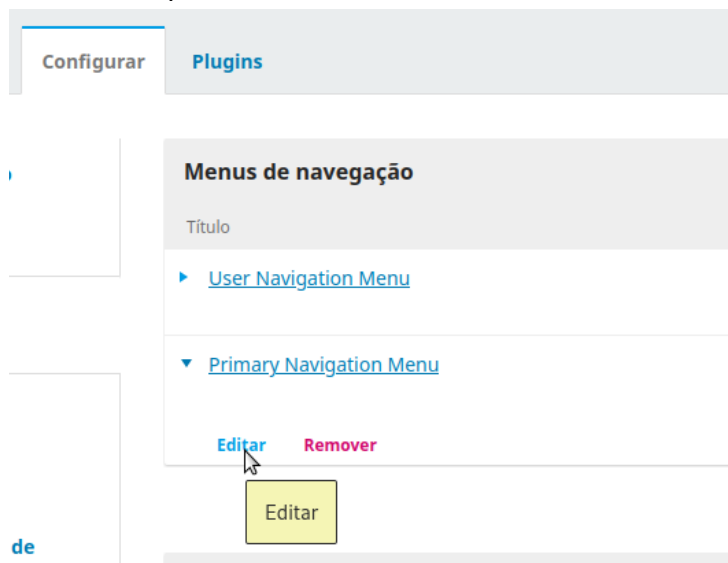 Configurar Plugins
Menus de navegação
Título
User Navigation Menu
Primary Navigation Menu
Editar Remover
Editar
de